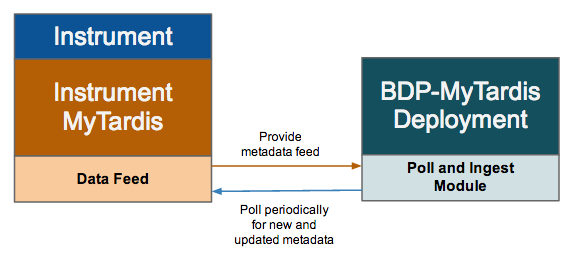 Instrument
Instrument
MyTardis
Data Feed
Provide
metadata feed
Poll periodically
for new and
updated metadata
BDP-MyTardis
Deployment
Poll and Ingest
Module